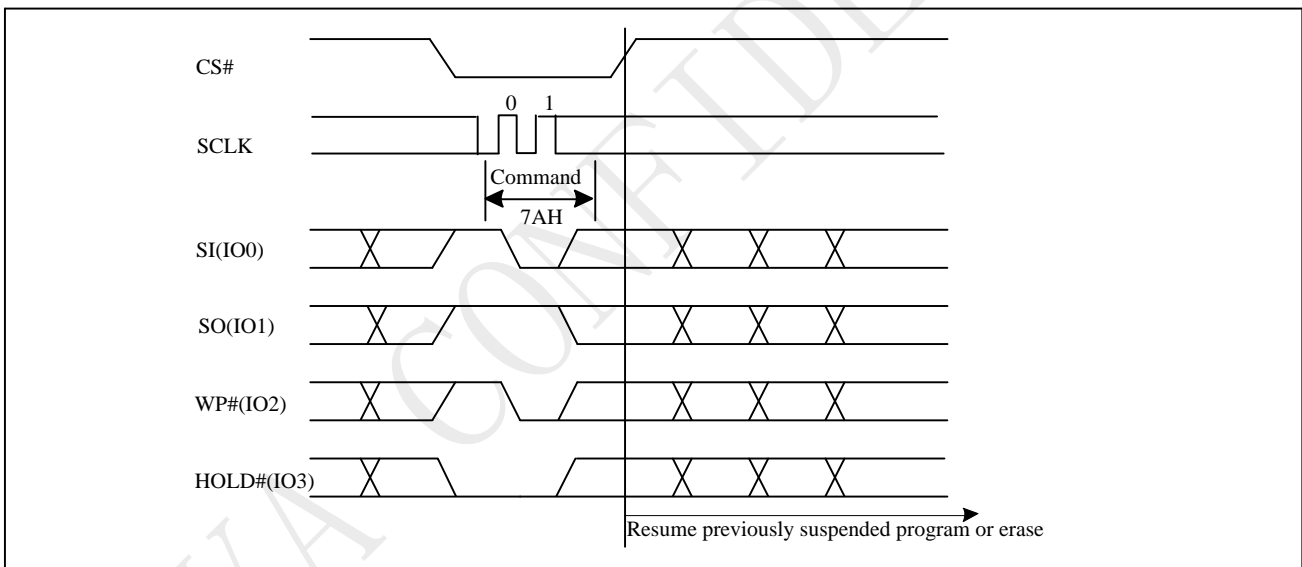 CS#
0 1
SCLK
Command
7AH
SI(IO0)
SO(IO1)
WP#(IO2)
HOLD#(IO3)
Resume previously suspended program or erase